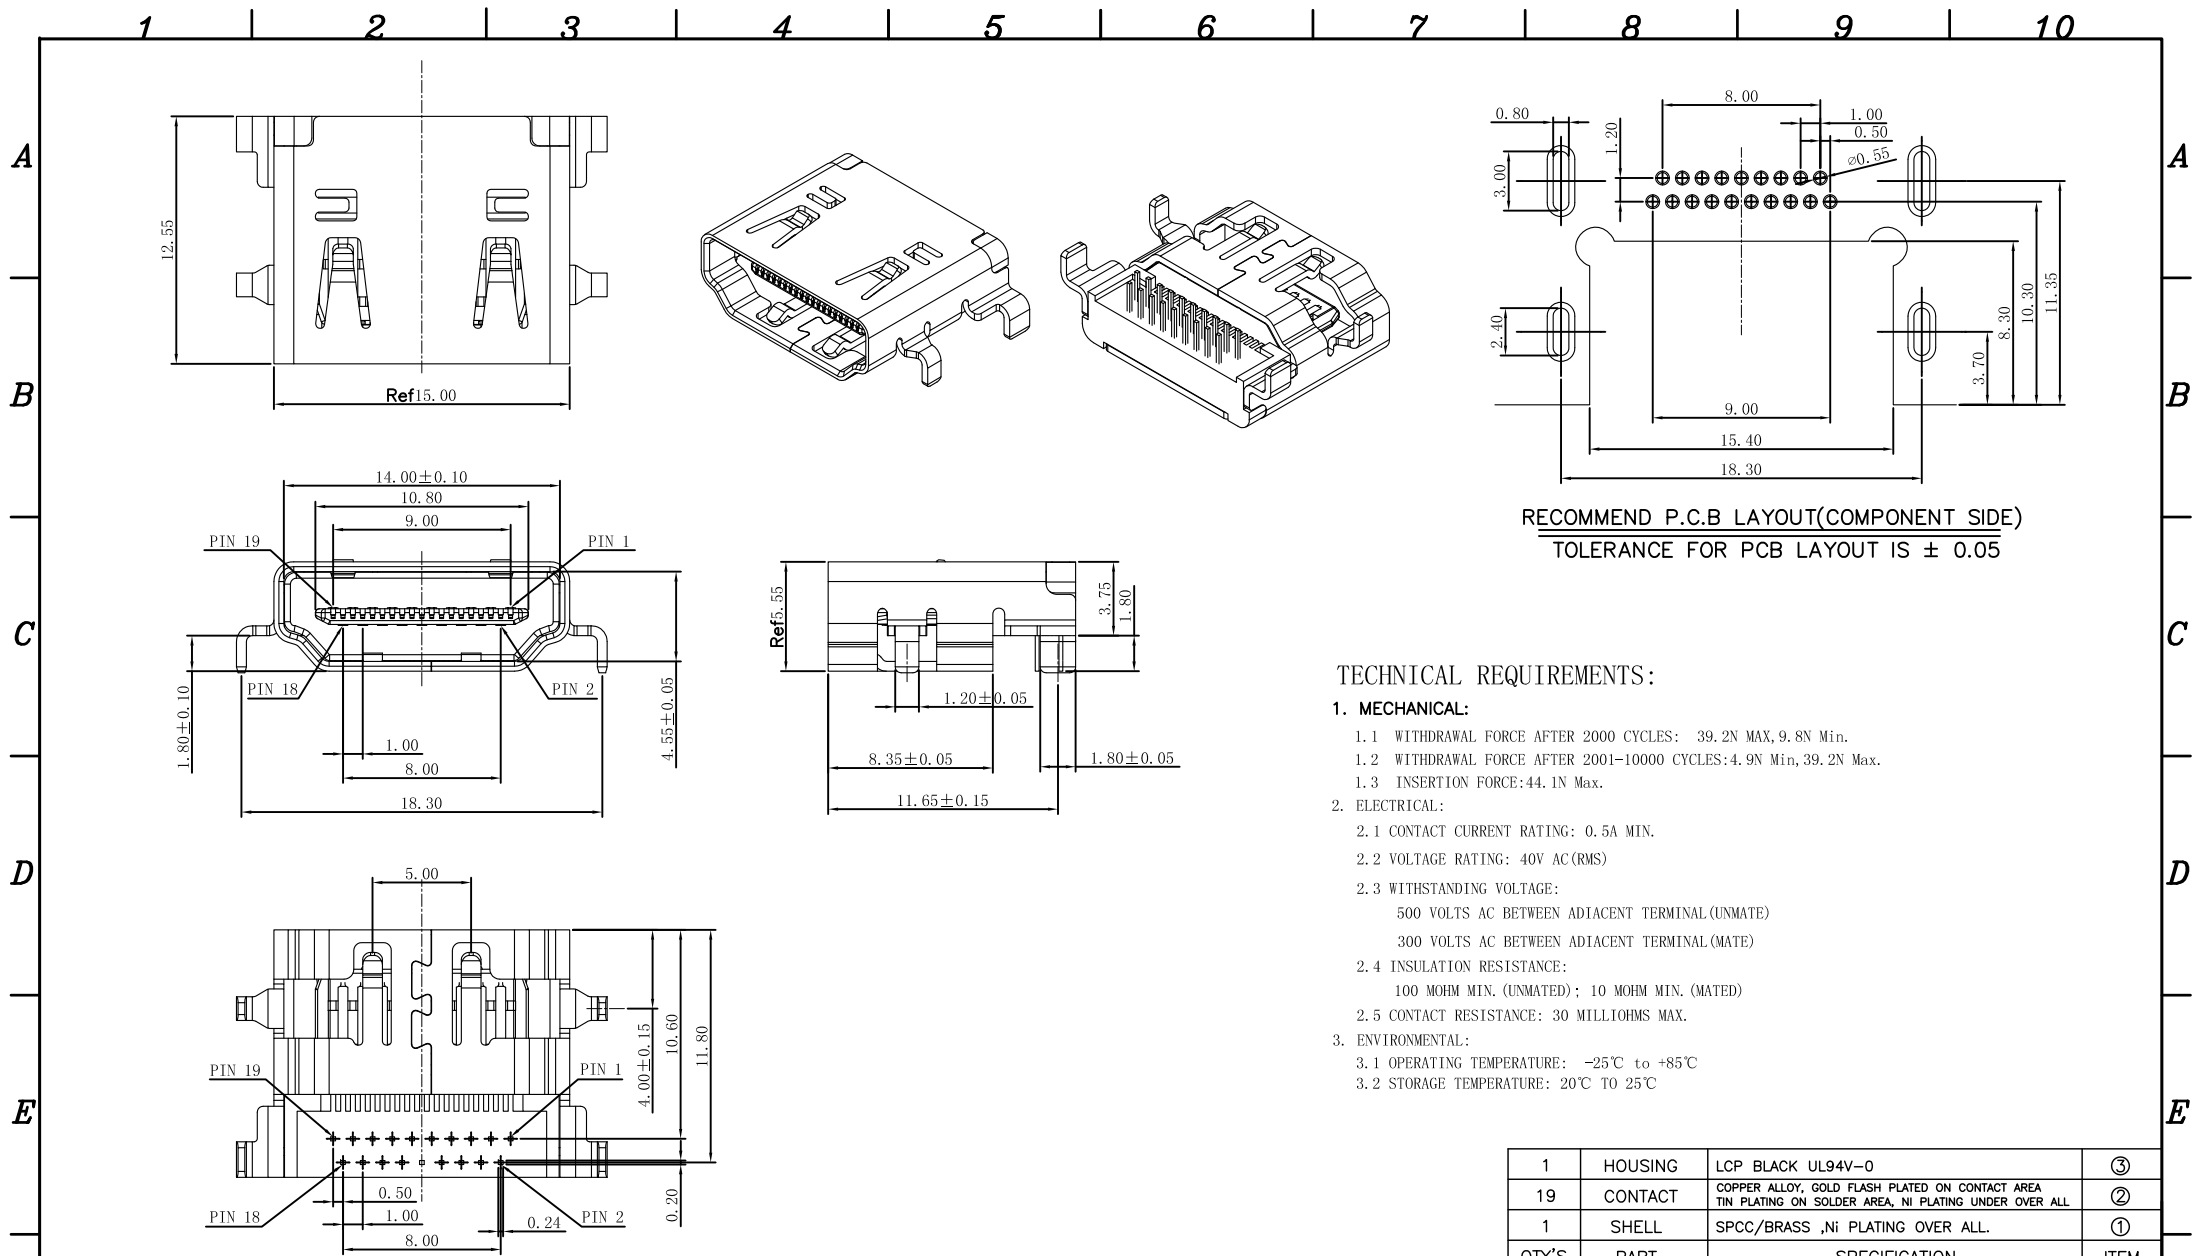 1 2 3 4 5 6 7 8 9 10
A
B
C
D
E
A
B
C
D
E
12.55
Ref15.00
8.00
0.80
1.00
0.50
1.20
⌀0.55
3.00
2.40
11.35
10.30
8.30
3.70
9.00
15.40
18.30
RECOMMEND P.C.B LAYOUT(COMPONENT SIDE)
TOLERANCE FOR PCB LAYOUT IS ± 0.05
14.00±0.10
10.80
9.00
PIN 19
PIN 1
PIN 18
PIN 2
1.80±0.10
4.55±0.05
1.00
8.00
18.30
Ref5.55
3.75
1.80
1.20±0.05
8.35±0.05
1.80±0.05
11.65±0.15
TECHNICAL REQUIREMENTS:
1. MECHANICAL:
1.1 WITHDRAWAL FORCE AFTER 2000 CYCLES: 39.2N MAX,9.8N Min.
1.2 WITHDRAWAL FORCE AFTER 2001-10000 CYCLES:4.9N Min,39.2N Max.
1.3 INSERTION FORCE:44.1N Max.
2. ELECTRICAL:
2.1 CONTACT CURRENT RATING: 0.5A MIN.
2.2 VOLTAGE RATING: 40V AC(RMS)
2.3 WITHSTANDING VOLTAGE:
500 VOLTS AC BETWEEN ADIACENT TERMINAL(UNMATE)
300 VOLTS AC BETWEEN ADIACENT TERMINAL(MATE)
2.4 INSULATION RESISTANCE:
100 MOHM MIN.(UNMATED); 10 MOHM MIN.(MATED)
2.5 CONTACT RESISTANCE: 30 MILLIOHMS MAX.
3. ENVIRONMENTAL:
3.1 OPERATING TEMPERATURE: -25℃ to +85℃
3.2 STORAGE TEMPERATURE: 20℃ TO 25℃
5.00
PIN 19
PIN 1
4.00±0.15
10.60
11.80
0.50
1.00
0.20
PIN 18
0.24
PIN 2
8.00
1 HOUSING LCP BLACK UL94V-0 ③
19 CONTACT COPPER ALLOY, GOLD FLASH PLATED ON CONTACT AREA
TIN PLATING ON SOLDER AREA, NI PLATING UNDER OVER ALL ②
1 SHELL SPCC/BRASS ,Ni PLATING OVER ALL. ①
QTY'S PART SPECIFICATION ITEM